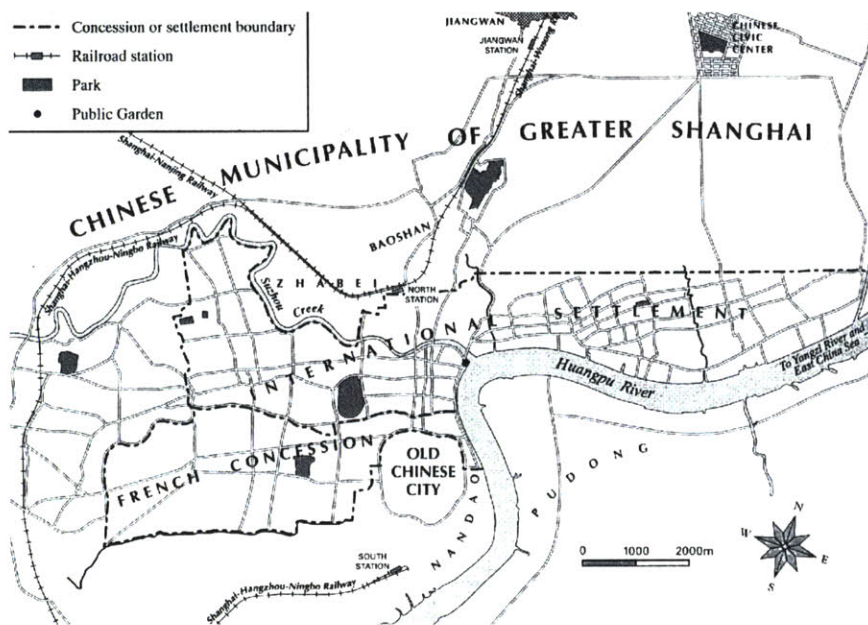 Concession or settlement boundary
Railroad station
Park
Public Garden
JIANGWAN
JIANGWAN
STATION
Shanghai-Wusong Railway
CHINESE
CIVIC
CENTER
CHINESE MUNICIPALITY OF GREATER SHANGHAI
Shanghai-Nanjing Railway
Shanghai-Hangzhou-Ningbo Railway
BAOSHAN
ZHABEI
NORTH
STATION
Suzhou
Creek
INTERNATIONAL SETTLEMENT
Huangpu River
To Yangzi River and
East China Sea
FRENCH CONCESSION
OLD
CHINESE
CITY
NANDAO
PUDONG
SOUTH
STATION
Shanghai-Hangzhou-Ningbo Railway
0 1000 2000m
N
W
E
S